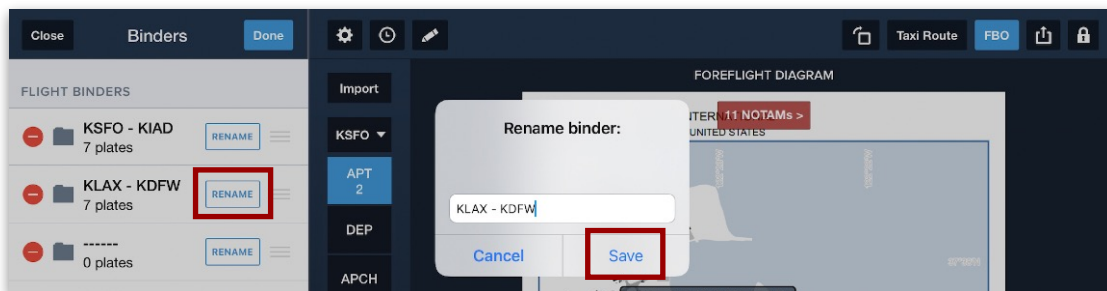 Close Binders Done
FLIGHT BINDERS
KSFO - KIAD
7 plates
RENAME
KLAX - KDFW
7 plates
RENAME
------
0 plates
RENAME
Taxi Route FBO
Import
KSFO
APT
2
DEP
APCH
FOREFLIGHT DIAGRAM
11 NOTAMs >
UNITED STATES
Rename binder:
KLAX - KDFW
Cancel Save